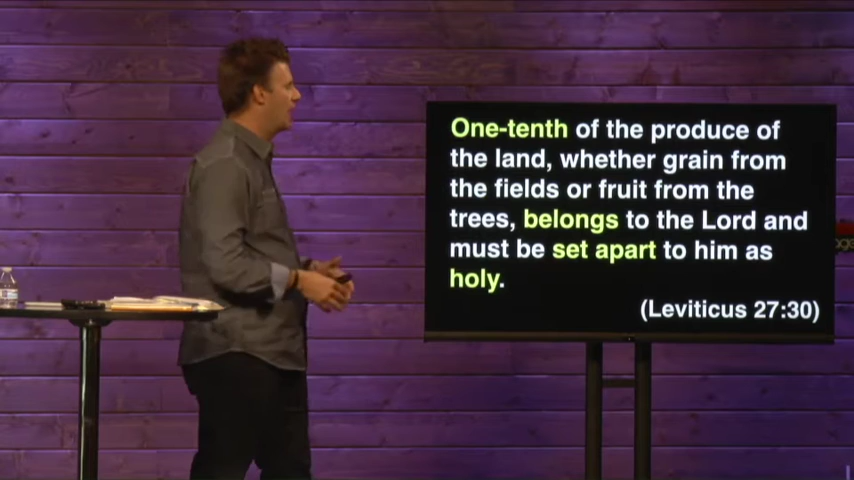 One-tenth of the produce of
the land, whether grain from
the fields or fruit from the
trees, belongs to the Lord and
must be set apart to him as
holy.
(Leviticus 27:30)